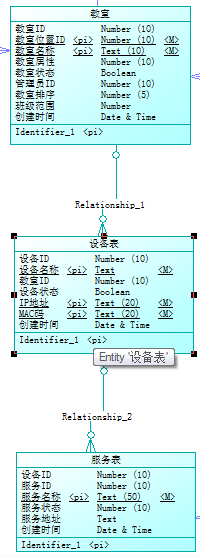 教室
教室ID Number (10)
教室位置ID <pi> Number (10) <M>
教室名称 <pi> Text (10) <M>
教室属性 Number (10)
教室状态 Boolean
管理员ID Number (10)
教室排序 Number (5)
班级范围 Number
创建时间 Date & Time
Identifier_1 <pi>
Relationship_1
设备表
设备ID Number (10)
设备名称 <pi> Text <M>
教室ID Number (10)
设备状态 Boolean
IP地址 <pi> Text (20) <M>
MAC码 <pi> Text (20) <M>
创建时间 Date & Time
Identifier_1 <pi>
Entity '设备表'
Relationship_2
服务表
设备ID Number (10)
服务ID Number (10)
服务名称 <pi> Text (50) <M>
服务状态 Number (10)
服务地址 Text
创建时间 Date & Time
Identifier_1 <pi>